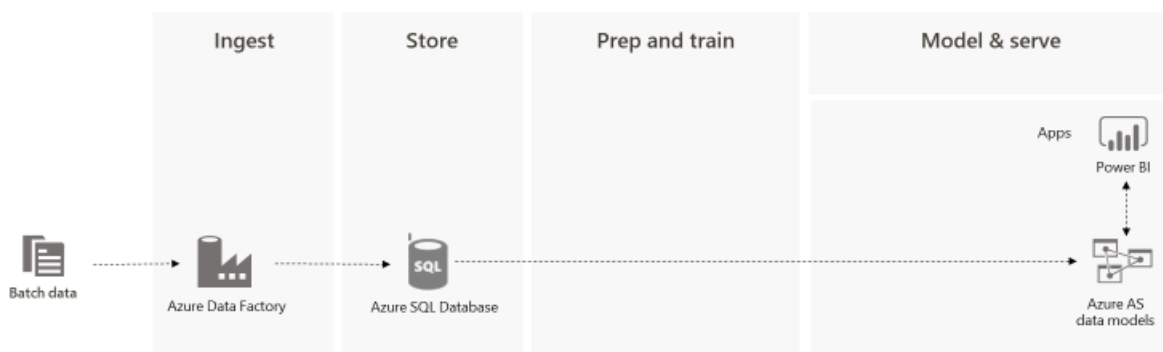 Ingest
Store
Prep and train
Model & serve
Apps
Power BI
Batch data
Azure Data Factory
SQL
Azure SQL Database
Azure AS
data models